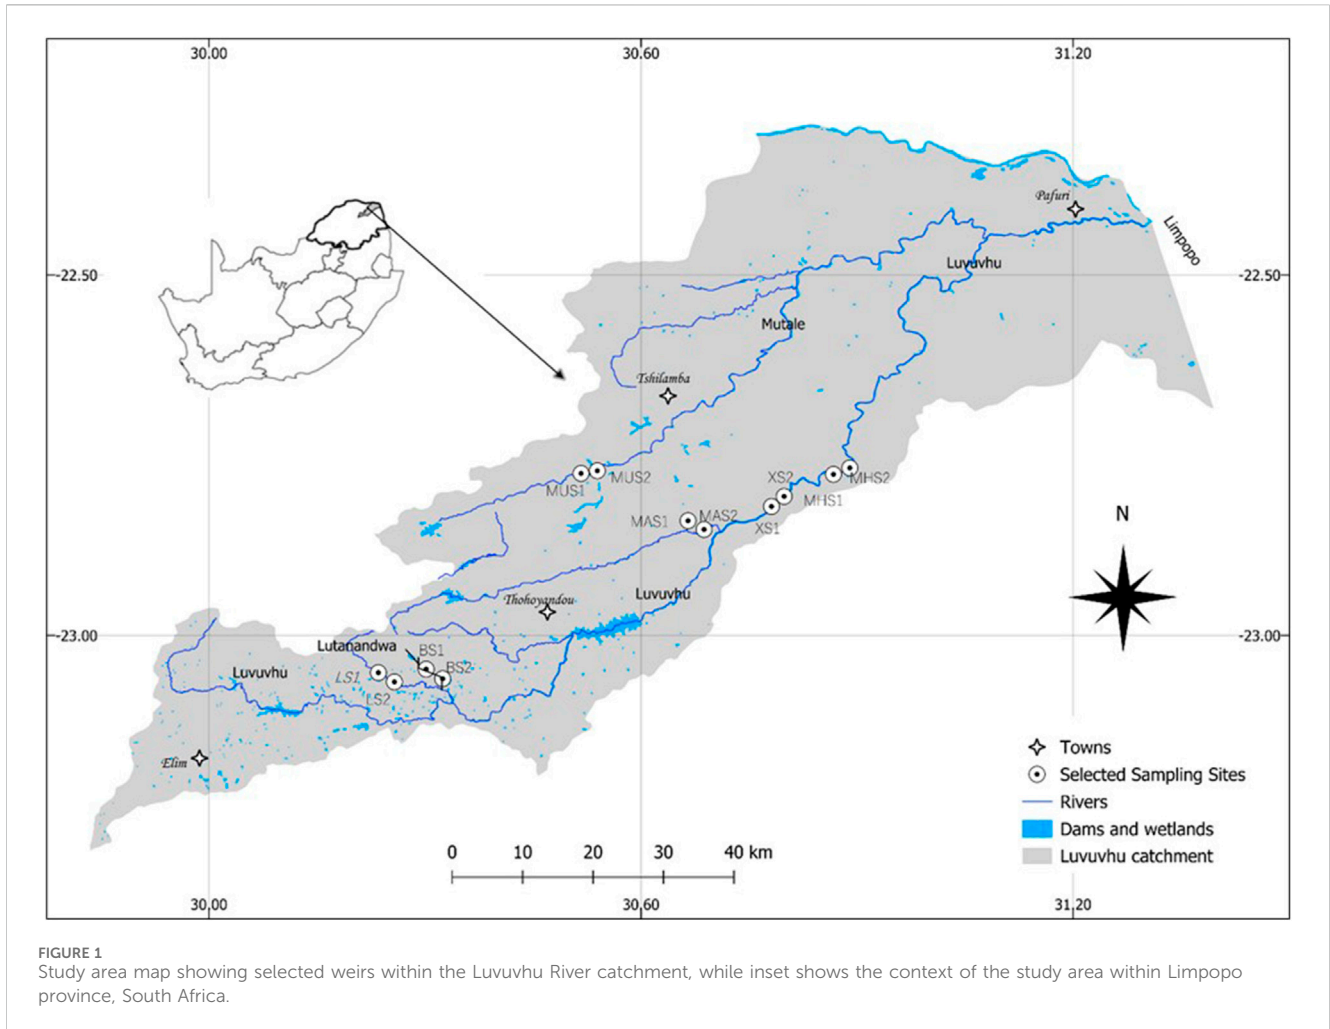 30.00
30.60
31.20
Pafuri
Limpopo
Luvuvhu
-22.50
-22.50
Mutale
Tshilamba
XS2
MHS2
MUS2
MUS1
MHS1
MAS1
MAS2
XS1
N
Luvuvhu
Thohoyandou
-23.00
-23.00
Lutanandwa
BS1
BS2
Luvuvhu
LS1
LS2
Elim
Towns
Selected Sampling Sites
Rivers
Dams and wetlands
Luvuvhu catchment
0 10 20 30 40 km
30.00
30.60
31.20
FIGURE 1
Study area map showing selected weirs within the Luvuvhu River catchment, while inset shows the context of the study area within Limpopo
province, South Africa.